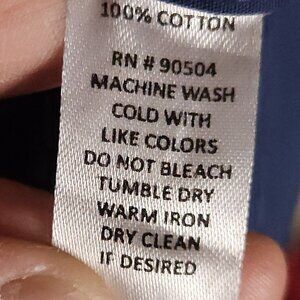 100% COTTON
RN # 90504
MACHINE WASH
COLD WITH
LIKE COLORS
DO NOT BLEACH
TUMBLE DRY
WARM IRON
DRY CLEAN
IF DESIRED